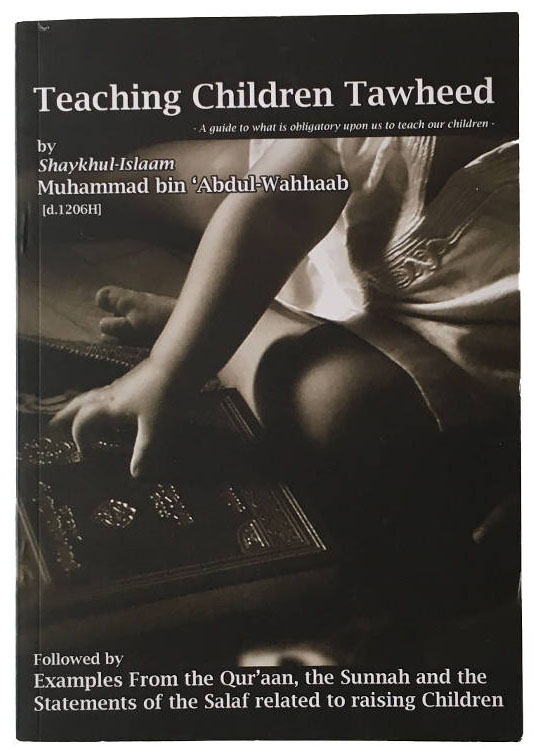 Teaching Children Tawheed
- A guide to what is obligatory upon us to teach our children -
by
Shaykhul-Islaam
Muhammad bin ‘Abdul-Wahhaab
[d.1206H]
Followed by
Examples From the Qur’aan, the Sunnah and the
Statements of the Salaf related to raising Children